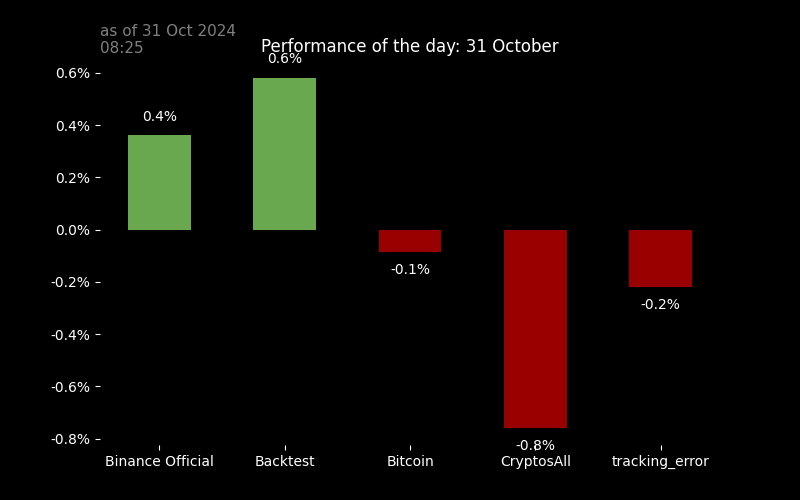 as of 31 Oct 2024
08:25
Performance of the day: 31 October
0.6%
0.4%
0.2%
0.0%
-0.2%
-0.4%
-0.6%
-0.8%
0.4%
0.6%
-0.1%
-0.8%
-0.2%
Binance Official
Backtest
Bitcoin
CryptosAll
tracking_error